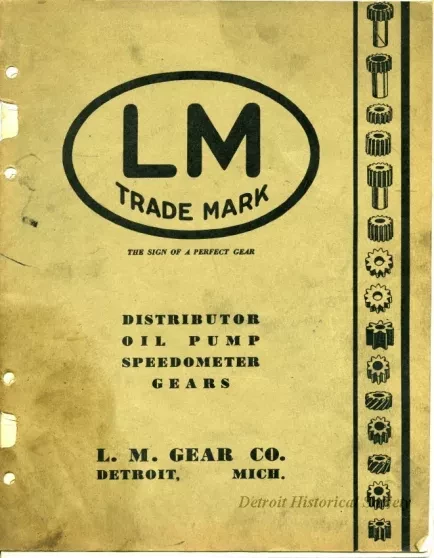 LM
TRADE MARK
THE SIGN OF A PERFECT GEAR
DISTRIBUTOR
OIL PUMP
SPEEDOMETER
GEARS
L. M. GEAR CO.
DETROIT, MICH.
Detroit Historical Society